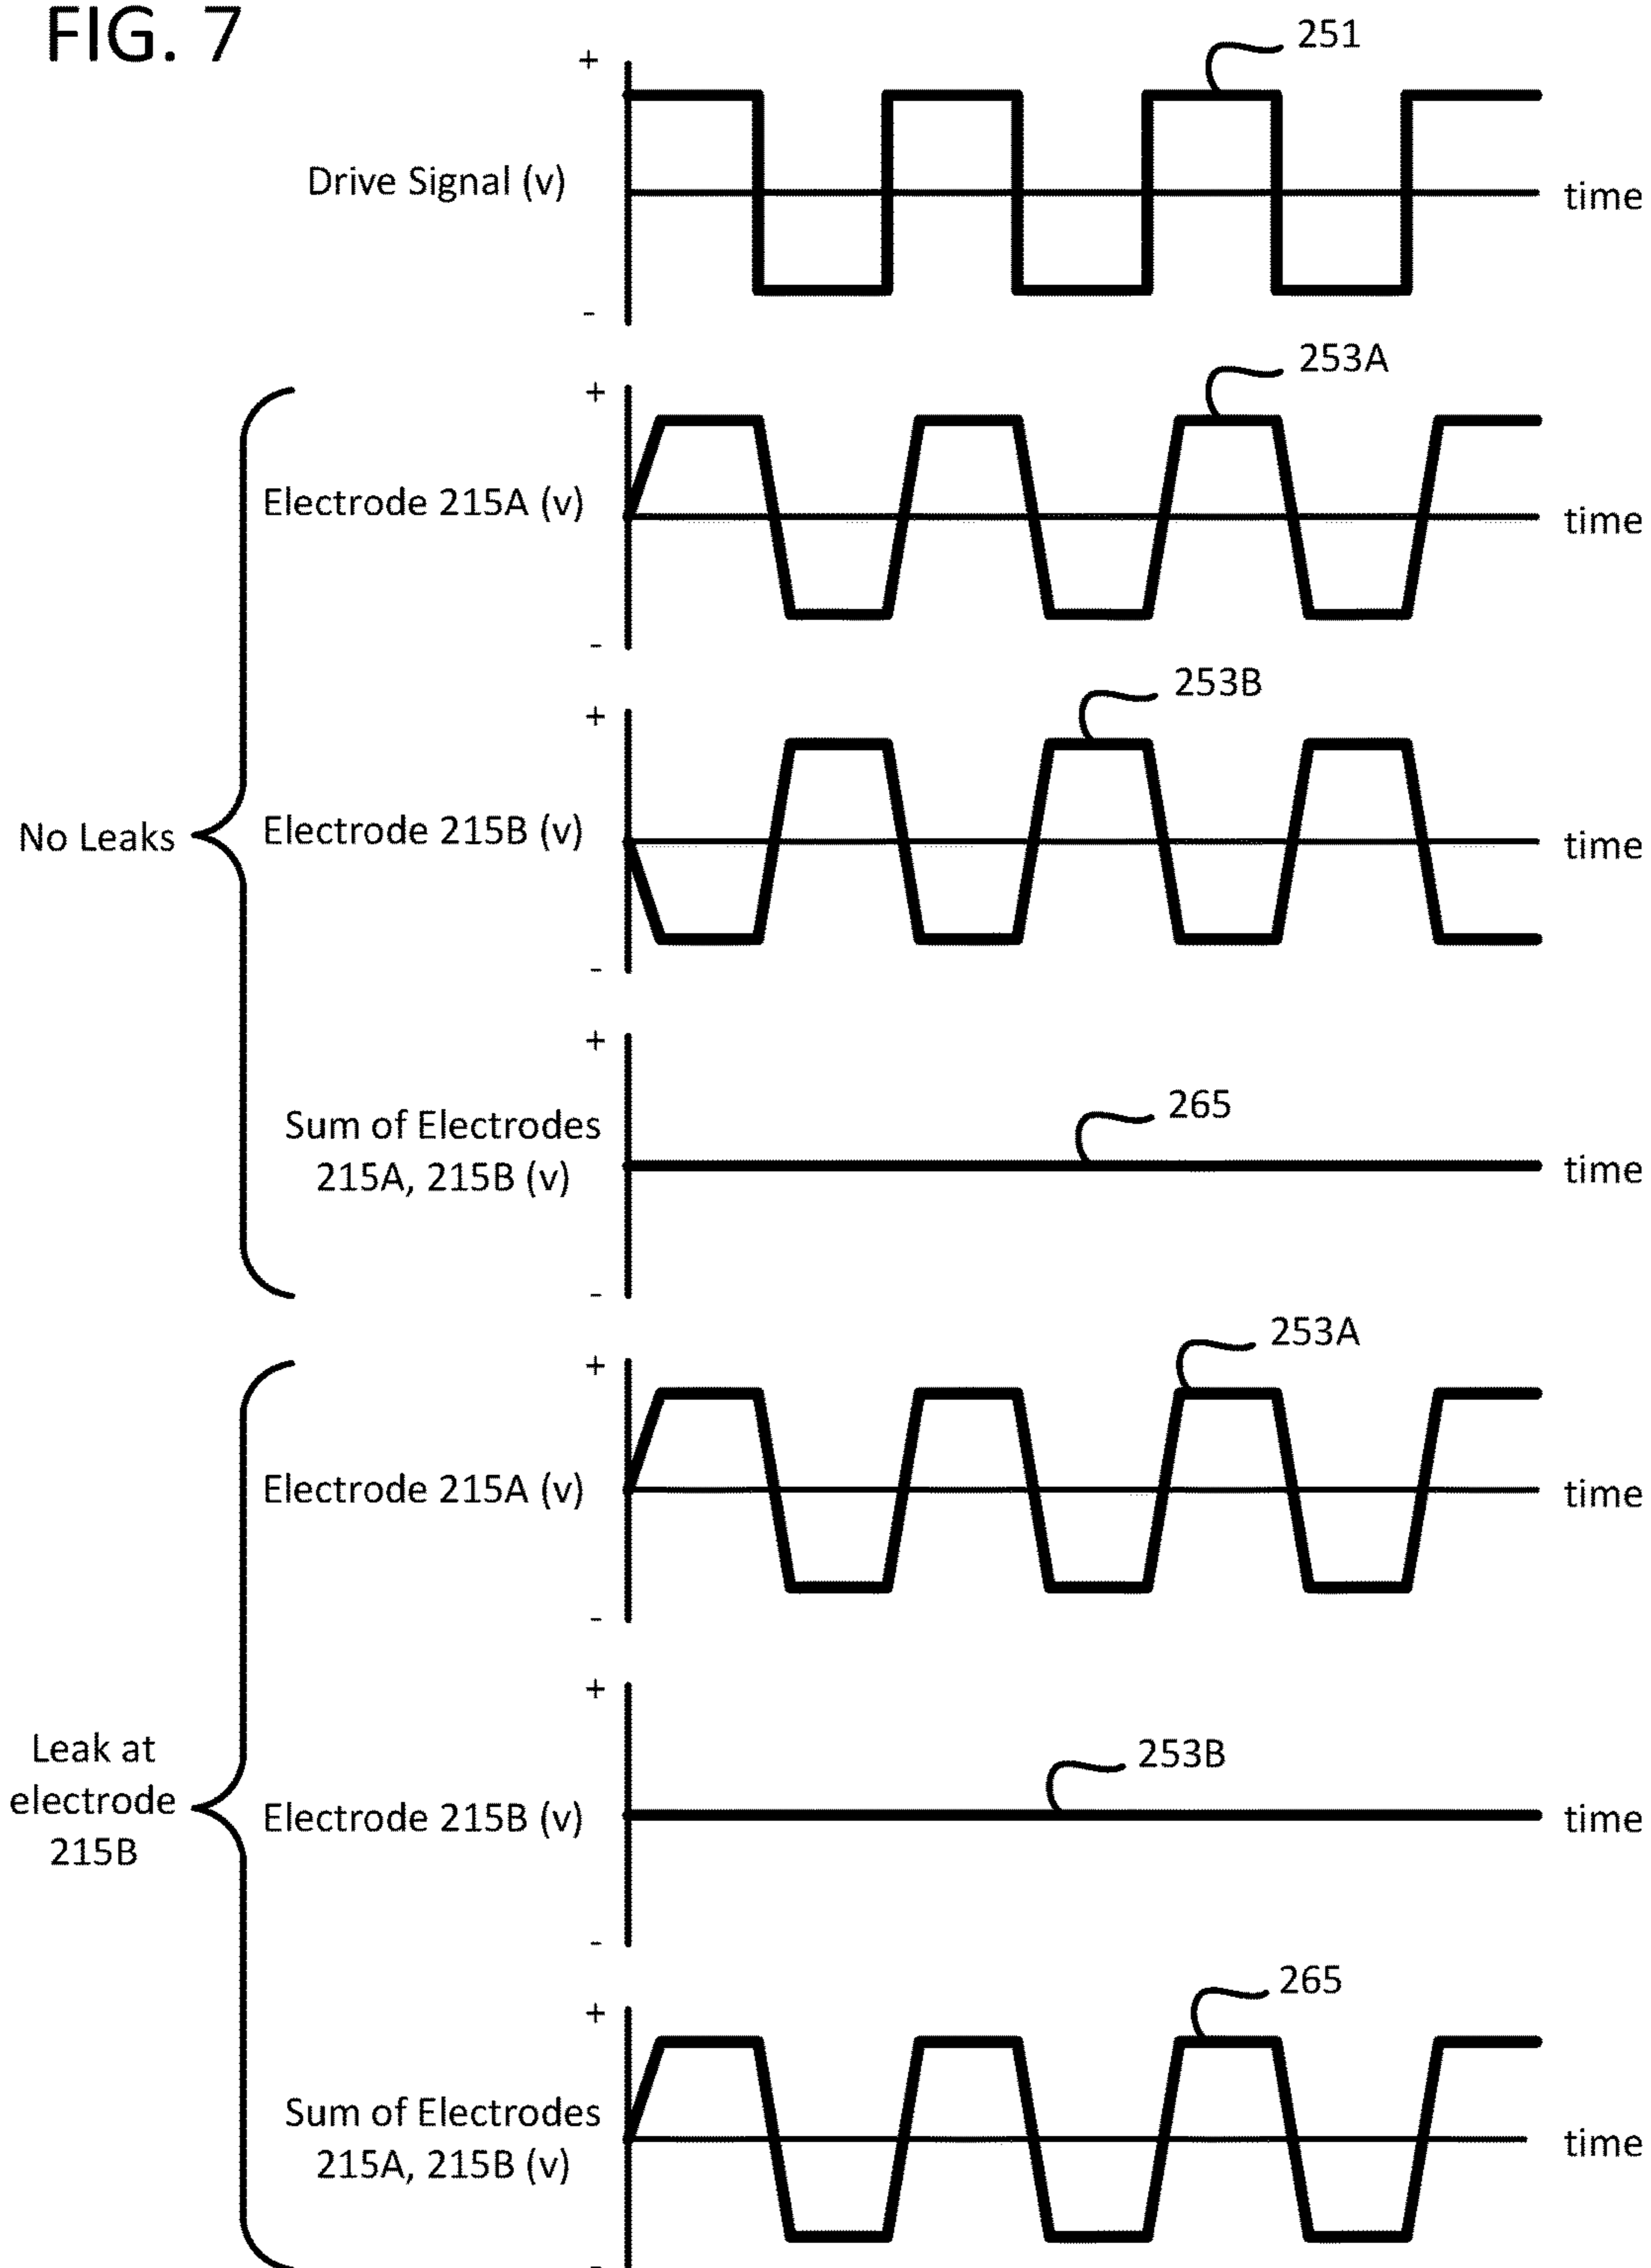 FIG. 7
251
+
Drive Signal (v)
time
-
253A
+
Electrode 215A (v)
time
-
253B
+
No Leaks
Electrode 215B (v)
time
-
+
265
Sum of Electrodes
215A, 215B (v)
time
-
253A
+
Electrode 215A (v)
time
-
+
Leak at
electrode
215B
253B
Electrode 215B (v)
time
-
265
+
Sum of Electrodes
215A, 215B (v)
time
-